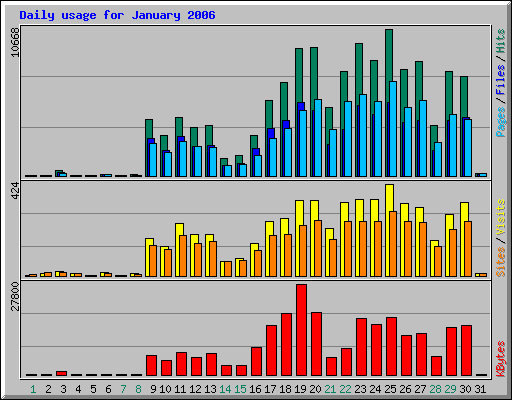 Daily usage for January 2006
10668
Pages / Files / Hits
424
Sites / Visits
27800
KBytes
1 2 3 4 5 6 7 8 9 10 11 12 13 14 15 16 17 18 19 20 21 22 23 24 25 26 27 28 29 30 31